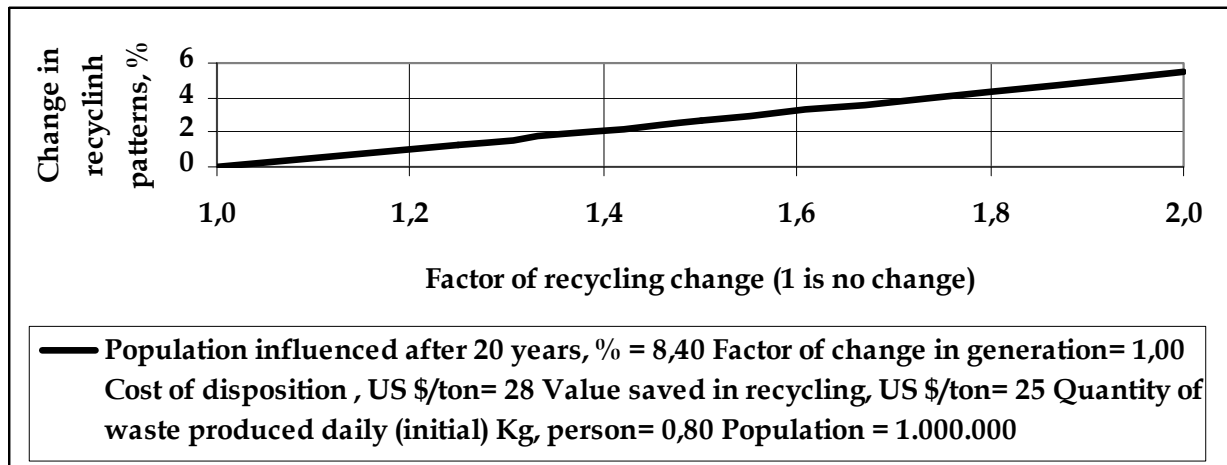 Change in
recyclinh
patterns, %
6
4
2
0
1,0 1,2 1,4 1,6 1,8 2,0
Factor of recycling change (1 is no change)
Population influenced after 20 years, % = 8,40 Factor of change in generation= 1,00
Cost of disposition , US $/ton= 28 Value saved in recycling, US $/ton= 25 Quantity of
waste produced daily (initial) Kg, person= 0,80 Population = 1.000.000